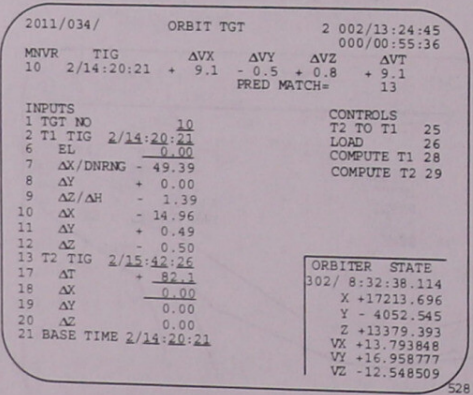 2011/034/ ORBIT TGT 2 002/13:24:45
000/00:55:36
MNVR TIG ΔVX ΔVY ΔVZ ΔVT
10 2/14:20:21 + 9.1 - 0.5 + 0.8 + 9.1
PRED MATCH= 13
INPUTS CONTROLS
1 TGT NO 10 T2 TO T1 25
2 T1 TIG 2/14:20:21 LOAD 26
6 EL 0.00 COMPUTE T1 28
7 ΔX/DNRNG - 49.39 COMPUTE T2 29
8 ΔY + 0.00
9 ΔZ/ΔH - 1.39
10 ΔX - 14.96
11 ΔY + 0.49
12 ΔZ - 0.50
13 T2 TIG 2/15:42:26
17 ΔT + 82.1
18 ΔX 0.00
19 ΔY 0.00
20 ΔZ 0.00
21 BASE TIME 2/14:20:21
ORBITER STATE
302/ 8:32:38.114
X +17213.696
Y - 4052.545
Z +13379.393
VX +13.793848
VY +16.958777
VZ -12.548509
528